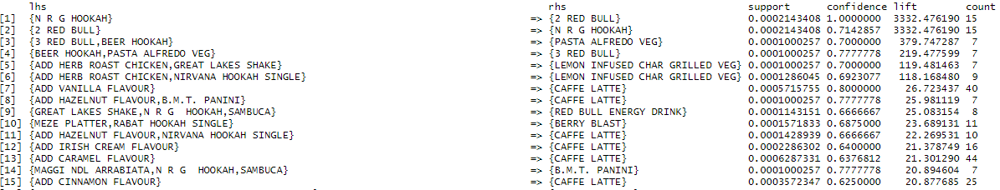 lhs rhs support confidence lift count
[1] {N R G HOOKAH} => {2 RED BULL} 0.0002143408 1.0000000 3332.476190 15
[2] {2 RED BULL} => {N R G HOOKAH} 0.0002143408 0.7142857 3332.476190 15
[3] {3 RED BULL,BEER HOOKAH} => {PASTA ALFREDO VEG} 0.0001000257 0.7000000 379.747287 7
[4] {BEER HOOKAH,PASTA ALFREDO VEG} => {3 RED BULL} 0.0001000257 0.7777778 219.477599 7
[5] {ADD HERB ROAST CHICKEN,GREAT LAKES SHAKE} => {LEMON INFUSED CHAR GRILLED VEG} 0.0001000257 0.7000000 119.481463 7
[6] {ADD HERB ROAST CHICKEN,NIRVANA HOOKAH SINGLE} => {LEMON INFUSED CHAR GRILLED VEG} 0.0001286045 0.6923077 118.168480 9
[7] {ADD VANILLA FLAVOUR} => {CAFFE LATTE} 0.0005715755 0.8000000 26.723437 40
[8] {ADD HAZELNUT FLAVOUR,B.M.T. PANINI} => {CAFFE LATTE} 0.0001000257 0.7777778 25.981119 7
[9] {GREAT LAKES SHAKE,N R G  HOOKAH,SAMBUCA} => {RED BULL ENERGY DRINK} 0.0001143151 0.6666667 25.083154 8
[10] {MEZE PLATTER,RABAT HOOKAH SINGLE} => {BERRY BLAST} 0.0001571833 0.6875000 23.689131 11
[11] {ADD HAZELNUT FLAVOUR,NIRVANA HOOKAH SINGLE} => {CAFFE LATTE} 0.0001428939 0.6666667 22.269531 10
[12] {ADD IRISH CREAM FLAVOUR} => {CAFFE LATTE} 0.0002286302 0.6400000 21.378749 16
[13] {ADD CARAMEL FLAVOUR} => {CAFFE LATTE} 0.0006287331 0.6376812 21.301290 44
[14] {MAGGI NDL ARRABIATA,N R G  HOOKAH,SAMBUCA} => {B.M.T. PANINI} 0.0001000257 0.7777778 20.894604 7
[15] {ADD CINNAMON FLAVOUR} => {CAFFE LATTE} 0.0003572347 0.6250000 20.877685 25